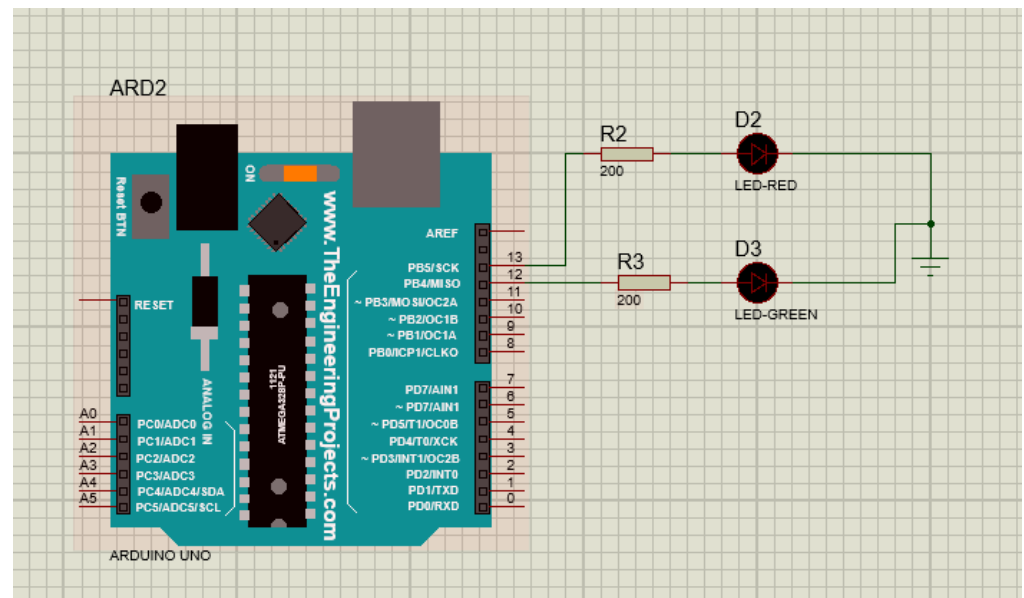 ARD2
ON
Reset BTN
www.TheEngineeringProjects.com
AREF
13
PB5/SCK
12
PB4/MISO
11
~ PB3/MOSI/OC2A
10
~ PB2/OC1B
9
~ PB1/OC1A
8
PB0/ICP1/CLKO
RESET
1121
ATMEGA328P-PU
ANALOG IN
7
PD7/AIN1
6
~ PD7/AIN1
5
~ PD5/T1/OC0B
4
PD4/T0/XCK
3
~ PD3/INT1/OC2B
2
PD2/INT0
1
PD1/TXD
0
PD0/RXD
A0
PC0/ADC0
A1
PC1/ADC1
A2
PC2/ADC2
A3
PC3/ADC3
A4
PC4/ADC4/SDA
A5
PC5/ADC5/SCL
ARDUINO UNO
R2
200
D2
LED-RED
R3
200
D3
LED-GREEN